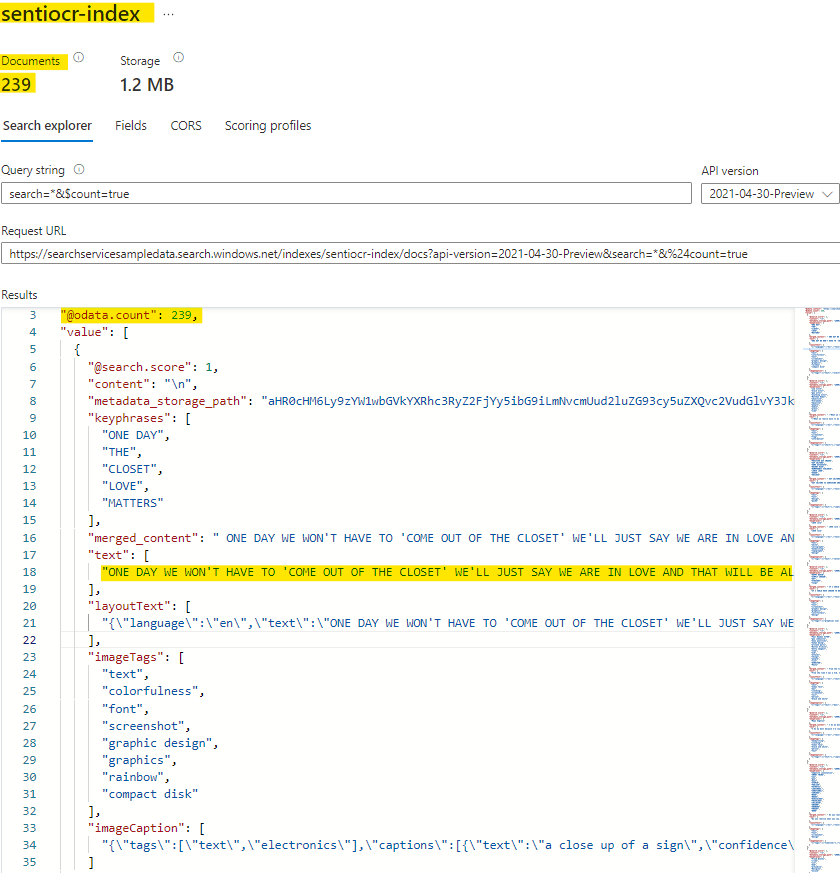 sentiocr-index ...
Documents Storage
239 1.2 MB
Search explorer Fields CORS Scoring profiles
Query string API version
search=*&$count=true 2021-04-30-Preview
Request URL
https://searchservicesampledata.search.windows.net/indexes/sentiocr-index/docs?api-version=2021-04-30-Preview&search=*&%24count=true
Results
3 "@odata.count": 239,
4 "value": [
5 {
6 "@search.score": 1,
7 "content": "\n",
8 "metadata_storage_path": "aHR0cHM6Ly9zYW1wbGVkYXRhc3RyZ2FjYy5ibG9iLmNvcmUud2luZG93cy5uZXQvc2VudGlvY3Jk
9 "keyphrases": [
10 "ONE DAY",
11 "THE",
12 "CLOSET",
13 "LOVE",
14 "MATTERS"
15 ],
16 "merged_content": " ONE DAY WE WON'T HAVE TO 'COME OUT OF THE CLOSET' WE'LL JUST SAY WE ARE IN LOVE AN
17 "text": [
18 "ONE DAY WE WON'T HAVE TO 'COME OUT OF THE CLOSET' WE'LL JUST SAY WE ARE IN LOVE AND THAT WILL BE AL
19 ],
20 "layoutText": [
21 "{\"language\":\"en\",\"text\":\"ONE DAY WE WON'T HAVE TO 'COME OUT OF THE CLOSET' WE'LL JUST SAY WE
22 ],
23 "imageTags": [
24 "text",
25 "colorfulness",
26 "font",
27 "screenshot",
28 "graphic design",
29 "graphics",
30 "rainbow",
31 "compact disk"
32 ],
33 "imageCaption": [
34 "{\"tags\":[\"text\",\"electronics\"],\"captions\":[{\"text\":\"a close up of a sign\",\"confidence\
35 ]